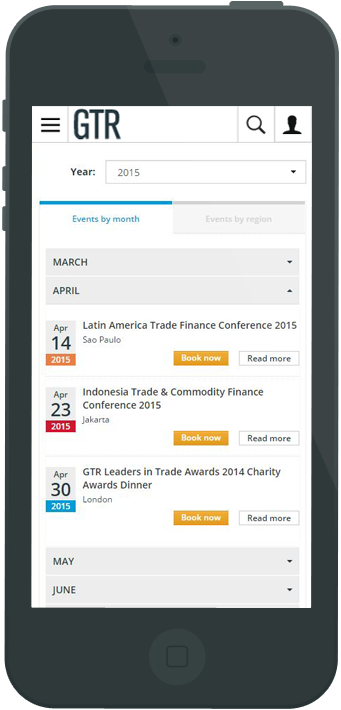 GTR
Year: 2015
Events by month Events by region
MARCH
APRIL
Apr
14
2015
Latin America Trade Finance Conference 2015
Sao Paulo
Book now Read more
Apr
23
2015
Indonesia Trade & Commodity Finance
Conference 2015
Jakarta
Book now Read more
Apr
30
2015
GTR Leaders in Trade Awards 2014 Charity
Awards Dinner
London
Book now Read more
MAY
JUNE